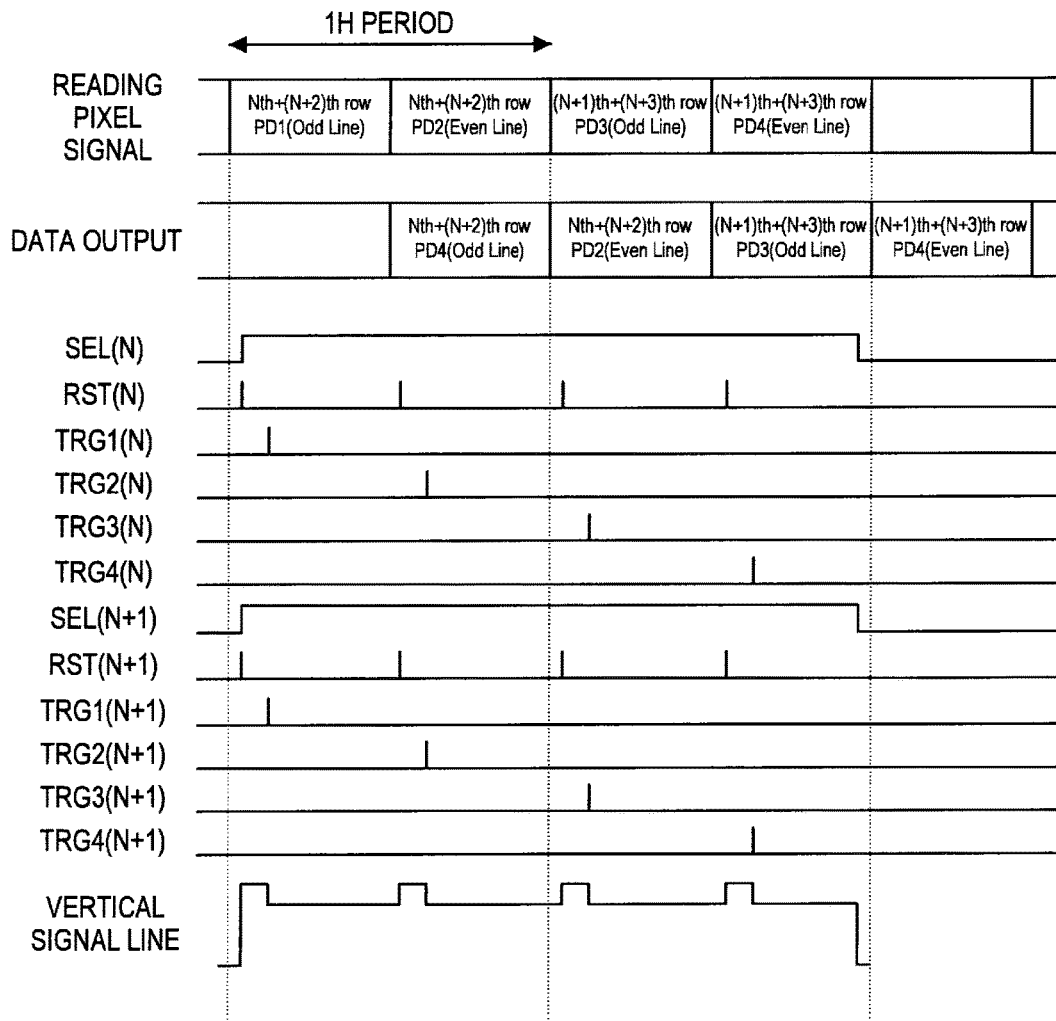 1H PERIOD
READING
PIXEL
SIGNAL
Nth+(N+2)th row
PD1(Odd Line)
Nth+(N+2)th row
PD2(Even Line)
(N+1)th+(N+3)th row
PD3(Odd Line)
(N+1)th+(N+3)th row
PD4(Even Line)
DATA OUTPUT
Nth+(N+2)th row
PD4(Odd Line)
Nth+(N+2)th row
PD2(Even Line)
(N+1)th+(N+3)th row
PD3(Odd Line)
(N+1)th+(N+3)th row
PD4(Even Line)
SEL(N)
RST(N)
TRG1(N)
TRG2(N)
TRG3(N)
TRG4(N)
SEL(N+1)
RST(N+1)
TRG1(N+1)
TRG2(N+1)
TRG3(N+1)
TRG4(N+1)
VERTICAL
SIGNAL LINE